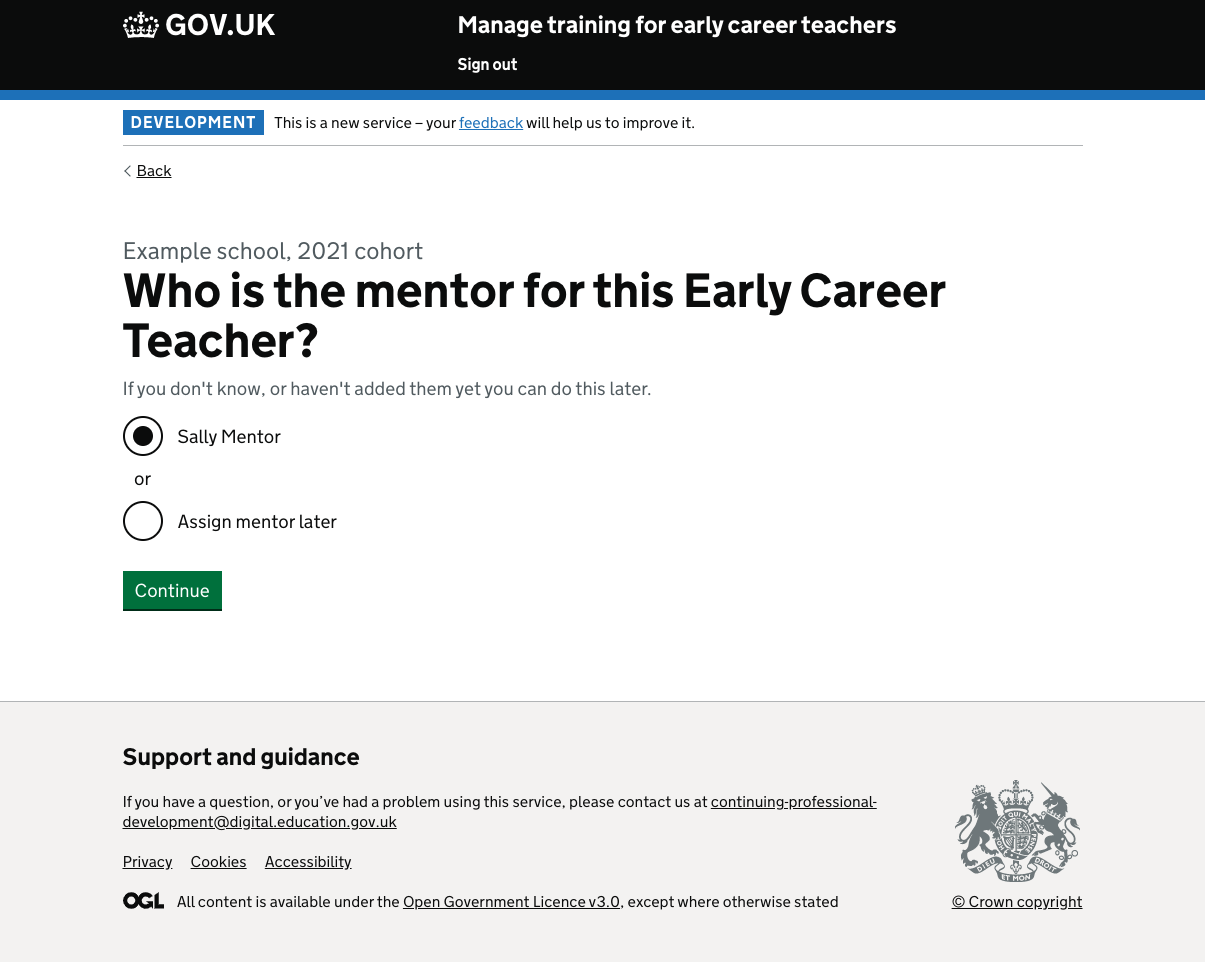 GOV.UK
Manage training for early career teachers
Sign out
DEVELOPMENT This is a new service – your feedback will help us to improve it.
Back
Example school, 2021 cohort
Who is the mentor for this Early Career
Teacher?
If you don't know, or haven't added them yet you can do this later.
Sally Mentor
or
Assign mentor later
Continue
Support and guidance
If you have a question, or you’ve had a problem using this service, please contact us at continuing-professional-
development@digital.education.gov.uk
Privacy Cookies Accessibility
OGL All content is available under the Open Government Licence v3.0, except where otherwise stated
DIEU ET MON DROIT
© Crown copyright